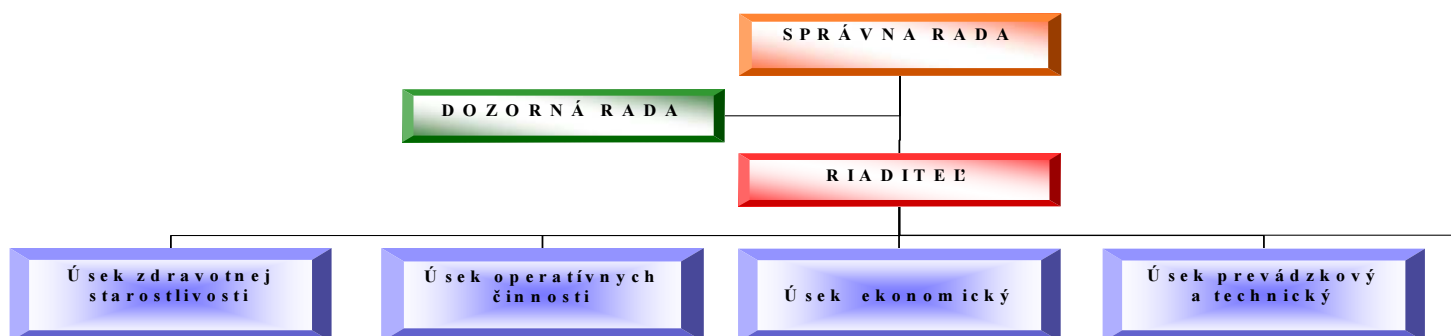 SPRÁVNA RADA
DOZORNÁ RADA
RIADITEĽ
Úsek zdravotnej
starostlivosti
Úsek operatívnych
činnosti
Úsek ekonomický
Úsek prevádzkový
a technický